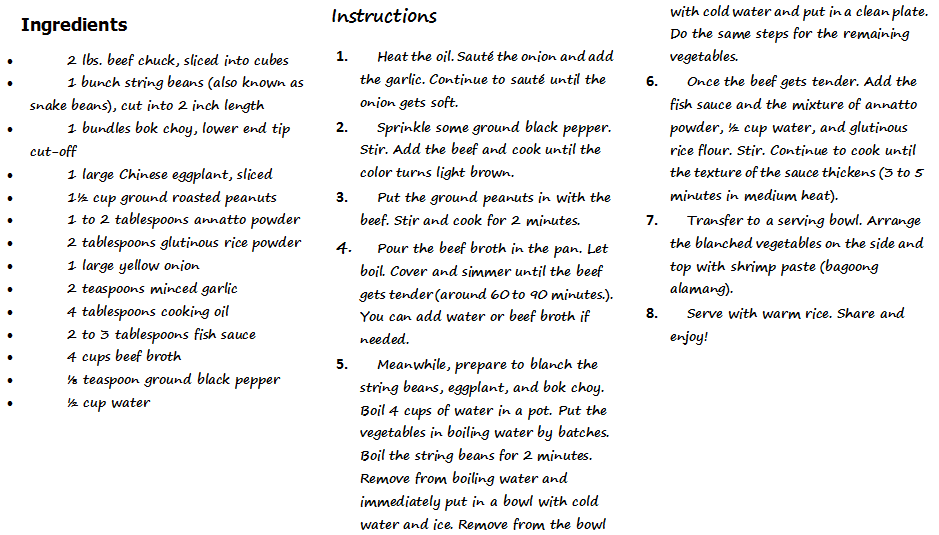 Ingredients
• 2 lbs. beef chuck, sliced into cubes
• 1 bunch string beans (also known as
snake beans), cut into 2 inch length
• 1 bundles bok choy, lower end tip
cut-off
• 1 large Chinese eggplant, sliced
• 1½ cup ground roasted peanuts
• 1 to 2 tablespoons annatto powder
• 2 tablespoons glutinous rice powder
• 1 large yellow onion
• 2 teaspoons minced garlic
• 4 tablespoons cooking oil
• 2 to 3 tablespoons fish sauce
• 4 cups beef broth
• ⅛ teaspoon ground black pepper
• ½ cup water
Instructions
1. Heat the oil. Sauté the onion and add
the garlic. Continue to sauté until the
onion gets soft.
2. Sprinkle some ground black pepper.
Stir. Add the beef and cook until the
color turns light brown.
3. Put the ground peanuts in with the
beef. Stir and cook for 2 minutes.
4. Pour the beef broth in the pan. Let
boil. Cover and simmer until the beef
gets tender (around 60 to 90 minutes.).
You can add water or beef broth if
needed.
5. Meanwhile, prepare to blanch the
string beans, eggplant, and bok choy.
Boil 4 cups of water in a pot. Put the
vegetables in boiling water by batches.
Boil the string beans for 2 minutes.
Remove from boiling water and
immediately put in a bowl with cold
water and ice. Remove from the bowl
with cold water and put in a clean plate.
Do the same steps for the remaining
vegetables.
6. Once the beef gets tender. Add the
fish sauce and the mixture of annatto
powder, ½ cup water, and glutinous
rice flour. Stir. Continue to cook until
the texture of the sauce thickens (3 to 5
minutes in medium heat).
7. Transfer to a serving bowl. Arrange
the blanched vegetables on the side and
top with shrimp paste (bagoong
alamang).
8. Serve with warm rice. Share and
enjoy!